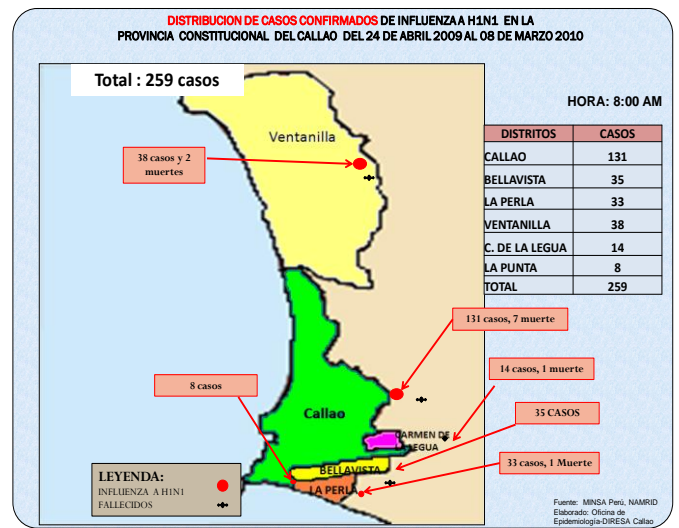 DISTRIBUCION DE CASOS CONFIRMADOS DE INFLUENZA A H1N1 EN LA
PROVINCIA CONSTITUCIONAL DEL CALLAO DEL 24 DE ABRIL 2009 AL 08 DE MARZO 2010
Total : 259 casos
HORA: 8:00 AM
DISTRITOS CASOS
CALLAO 131
BELLAVISTA 35
LA PERLA 33
VENTANILLA 38
C. DE LA LEGUA 14
LA PUNTA 8
TOTAL 259
Ventanilla
38 casos y 2
muertes
131 casos, 7 muerte
14 casos, 1 muerte
8 casos
35 CASOS
Callao
CARMEN DE
LA LEGUA
BELLAVISTA
33 casos, 1 Muerte
LA PERLA
LEYENDA:
INFLUENZA A H1N1
FALLECIDOS
Fuente: MINSA Perú, NAMRID
Elaborado: Oficina de
Epidemiología-DIRESA Callao